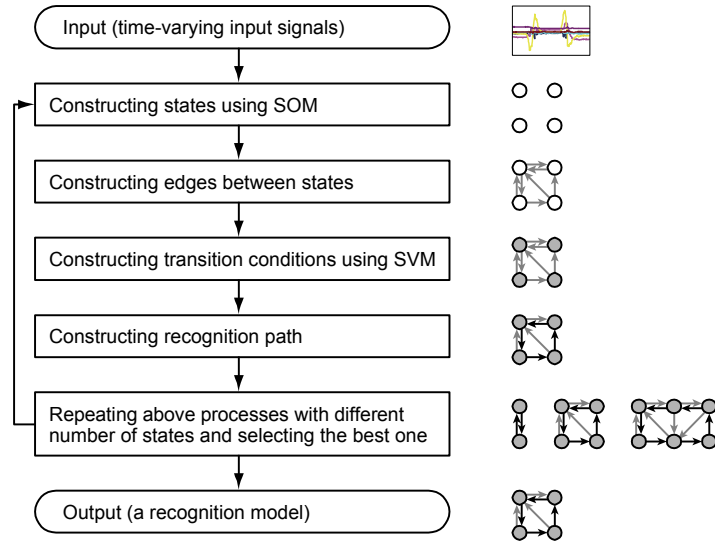 Input (time-varying input signals)
Constructing states using SOM
Constructing edges between states
Constructing transition conditions using SVM
Constructing recognition path
Repeating above processes with different
number of states and selecting the best one
Output (a recognition model)